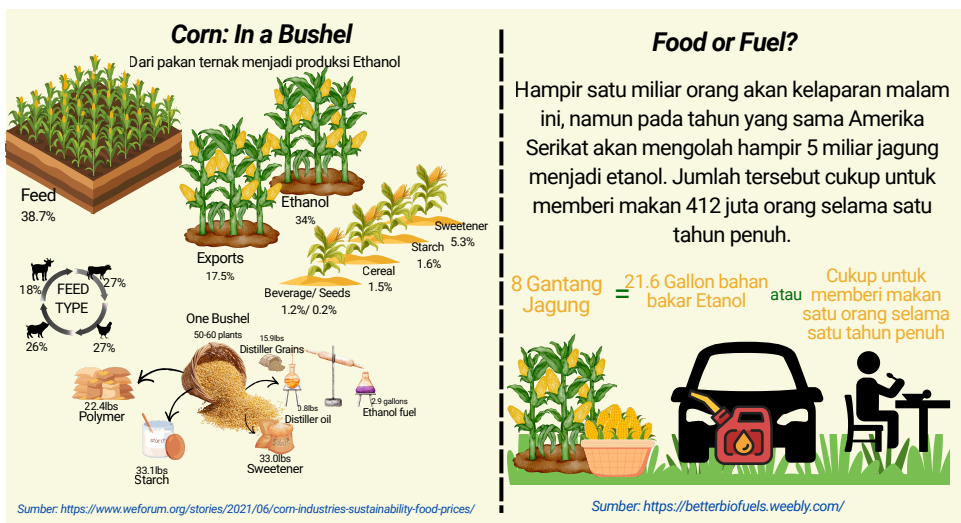 Corn: In a Bushel
Dari pakan ternak menjadi produksi Ethanol
Feed
38.7%
Ethanol
34%
Exports
17.5%
Sweetener
5.3%
Starch
1.6%
Cereal
1.5%
Beverage/ Seeds
1.2%/ 0.2%
FEED
TYPE
18%
27%
26%
27%
One Bushel
50-60 plants
15.9lbs
Distiller Grains
22.4lbs
Polymer
starch
33.1lbs
Starch
0.8lbs
Distiller oil
33.0lbs
Sweetener
2.9 gallons
Ethanol fuel
Sumber: https://www.weforum.org/stories/2021/06/corn-industries-sustainability-food-prices/
Food or Fuel?
Hampir satu miliar orang akan kelaparan malam
ini, namun pada tahun yang sama Amerika
Serikat akan mengolah hampir 5 miliar jagung
menjadi etanol. Jumlah tersebut cukup untuk
memberi makan 412 juta orang selama satu
tahun penuh.
8 Gantang
Jagung
=
21.6 Gallon bahan
bakar Etanol
atau
Cukup untuk
memberi makan
satu orang selama
satu tahun penuh
Sumber: https://betterbiofuels.weebly.com/